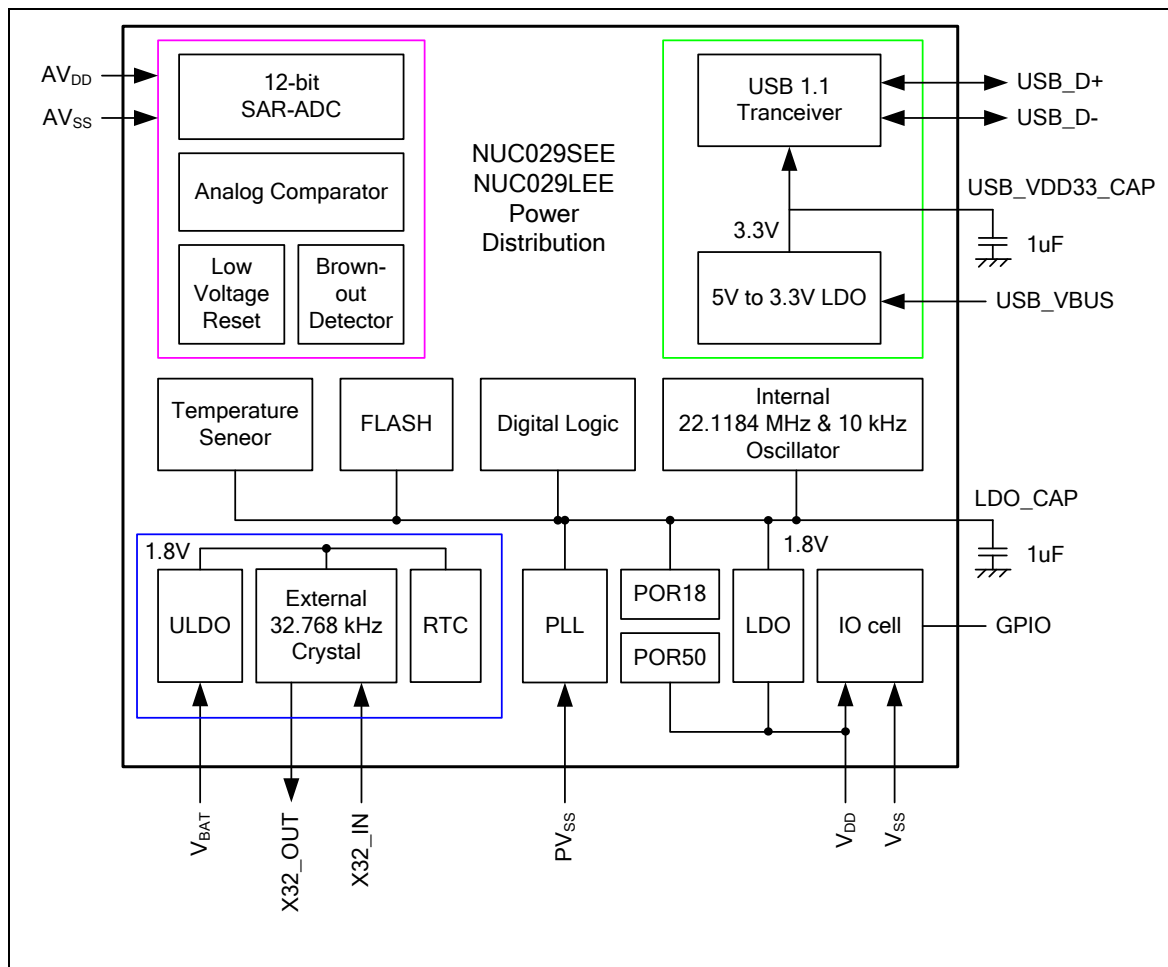 AVDD
AVSS
12-bit
SAR-ADC
Analog Comparator
Low
Voltage
Reset
Brown-
out
Detector
NUC029SEE
NUC029LEE
Power
Distribution
USB 1.1
Tranceiver
3.3V
5V to 3.3V LDO
USB_D+
USB_D-
USB_VDD33_CAP
1uF
USB_VBUS
Temperature
Seneor
FLASH
Digital Logic
Internal
22.1184 MHz & 10 kHz
Oscillator
LDO_CAP
1uF
1.8V
ULDO
External
32.768 kHz
Crystal
RTC
PLL
POR18
POR50
1.8V
LDO
IO cell
GPIO
VBAT
X32_OUT
X32_IN
PVSS
VDD
VSS